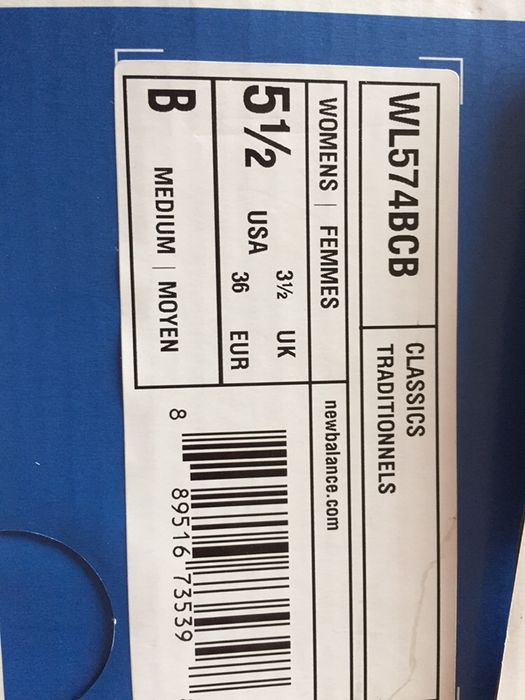 WL574BCB
CLASSICS
TRADITIONNELS
WOMENS | FEMMES
newbalance.com
5½ USA
3½ UK
36 EUR
B MEDIUM | MOYEN
8 89516 73539